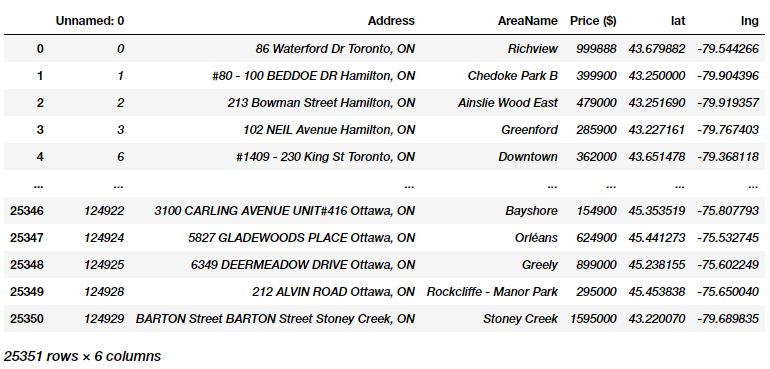 Unnamed: 0 Address AreaName Price ($) lat lng
0 0 86 Waterford Dr Toronto, ON Richview 999888 43.679882 -79.544266
1 1 #80 - 100 BEDDOE DR Hamilton, ON Chedoke Park B 399900 43.250000 -79.904396
2 2 213 Bowman Street Hamilton, ON Ainslie Wood East 479000 43.251690 -79.919357
3 3 102 NEIL Avenue Hamilton, ON Greenford 285900 43.227161 -79.767403
4 6 #1409 - 230 King St Toronto, ON Downtown 362000 43.651478 -79.368118
... ... ... ... ... ... ...
25346 124922 3100 CARLING AVENUE UNIT#416 Ottawa, ON Bayshore 154900 45.353519 -75.807793
25347 124924 5827 GLADEWOODS PLACE Ottawa, ON Orléans 624900 45.441273 -75.532745
25348 124925 6349 DEERMEADOW DRIVE Ottawa, ON Greely 899000 45.238155 -75.602249
25349 124928 212 ALVIN ROAD Ottawa, ON Rockcliffe - Manor Park 295000 45.453838 -75.650040
25350 124929 BARTON Street BARTON Street Stoney Creek, ON Stoney Creek 1595000 43.220070 -79.689835
25351 rows × 6 columns